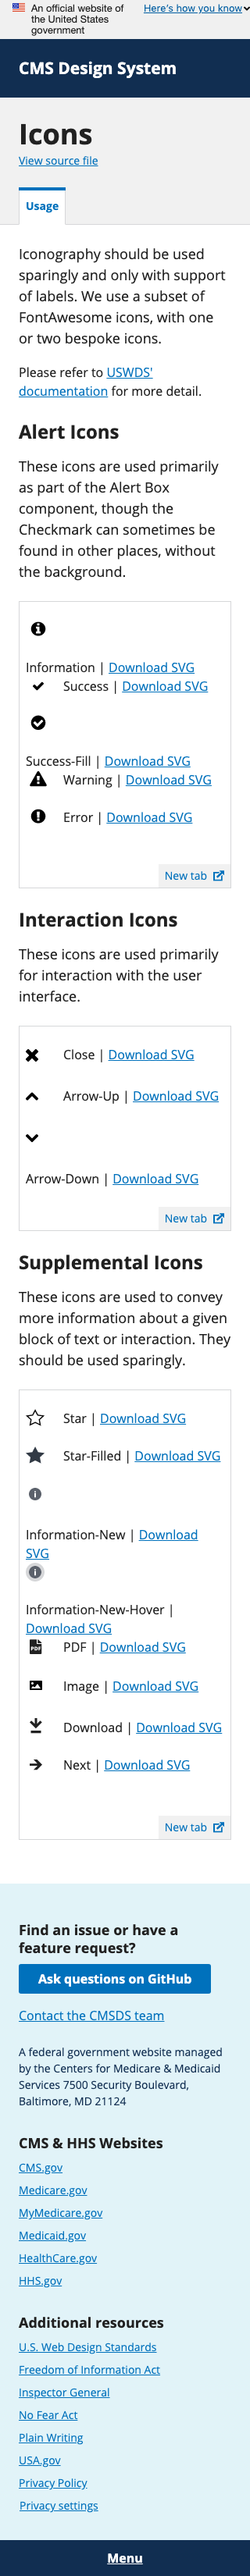 An official website of
the United States
government
Here's how you know
CMS Design System
Icons
View source file
Usage
Iconography should be used
sparingly and only with support
of labels. We use a subset of
FontAwesome icons, with one
or two bespoke icons.
Please refer to USWDS'
documentation for more detail.
Alert Icons
These icons are used primarily
as part of the Alert Box
component, though the
Checkmark can sometimes be
found in other places, without
the background.
Information | Download SVG
Success | Download SVG
Success-Fill | Download SVG
Warning | Download SVG
Error | Download SVG
New tab
Interaction Icons
These icons are used primarily
for interaction with the user
interface.
Close | Download SVG
Arrow-Up | Download SVG
Arrow-Down | Download SVG
New tab
Supplemental Icons
These icons are used to convey
more information about a given
block of text or interaction. They
should be used sparingly.
Star | Download SVG
Star-Filled | Download SVG
Information-New | Download
SVG
Information-New-Hover |
Download SVG
PDF | Download SVG
Image | Download SVG
Download | Download SVG
Next | Download SVG
New tab
Find an issue or have a
feature request?
Ask questions on GitHub
Contact the CMSDS team
A federal government website managed
by the Centers for Medicare & Medicaid
Services 7500 Security Boulevard,
Baltimore, MD 21124
CMS & HHS Websites
CMS.gov
Medicare.gov
MyMedicare.gov
Medicaid.gov
HealthCare.gov
HHS.gov
Additional resources
U.S. Web Design Standards
Freedom of Information Act
Inspector General
No Fear Act
Plain Writing
USA.gov
Privacy Policy
Privacy settings
Menu